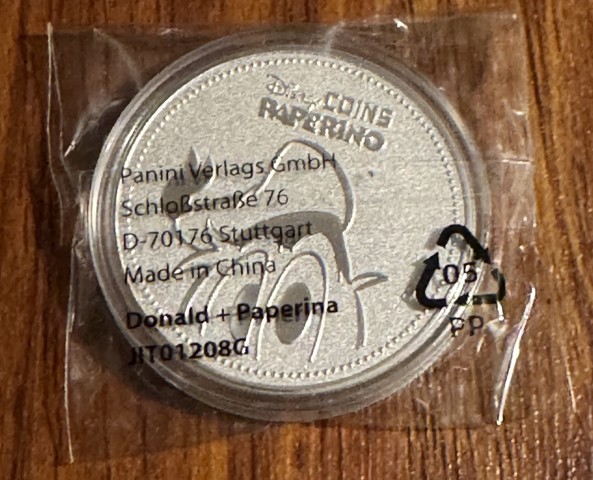 Disney COINS
PAPERINO
Panini Verlags GmbH
Schloßstraße 76
D-70176 Stuttgart
Made in China
Donald + Paperina
JIT01208G
05
PP